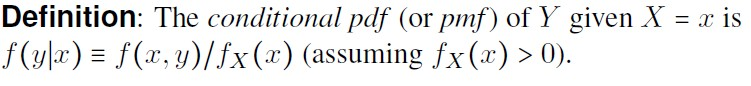 Definition: The conditional pdf (or pmf) of Y given X = x is
f(y|x) ≡ f(x, y)/f_X(x) (assuming f_X(x) > 0).